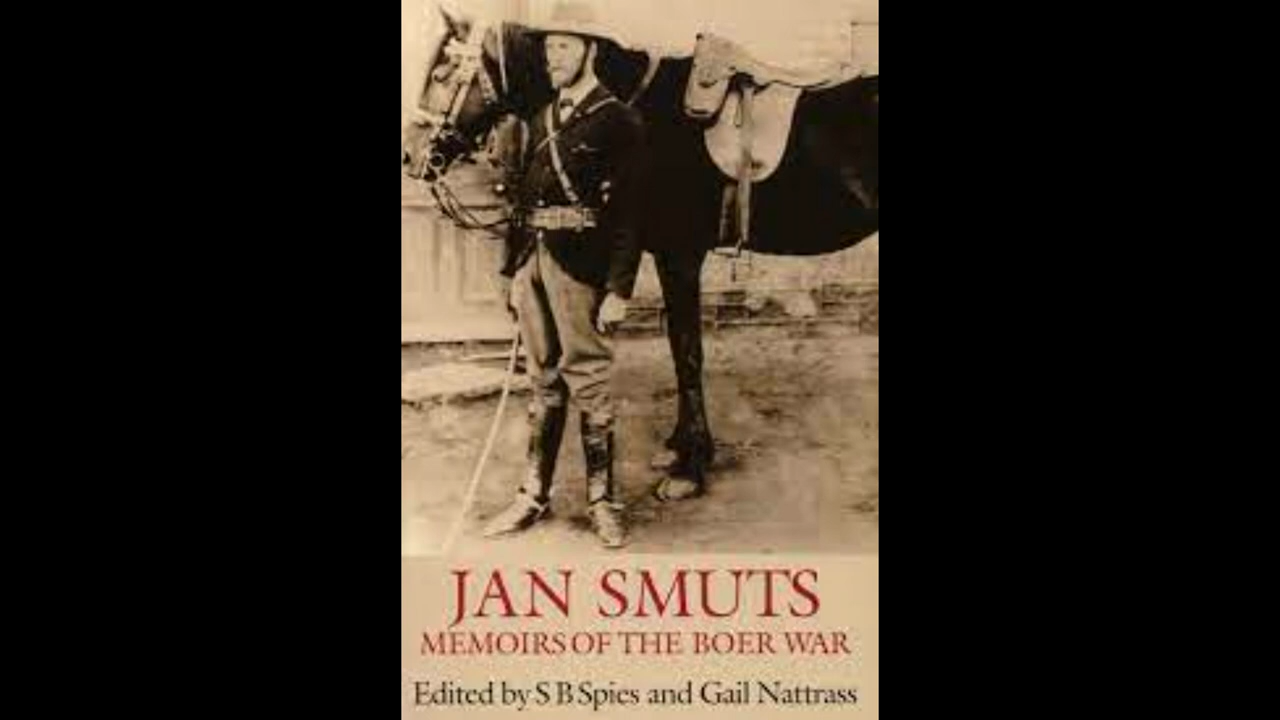 JAN SMUTS
MEMOIRS OF THE BOER WAR
Edited by S B Spies and Gail Nattrass